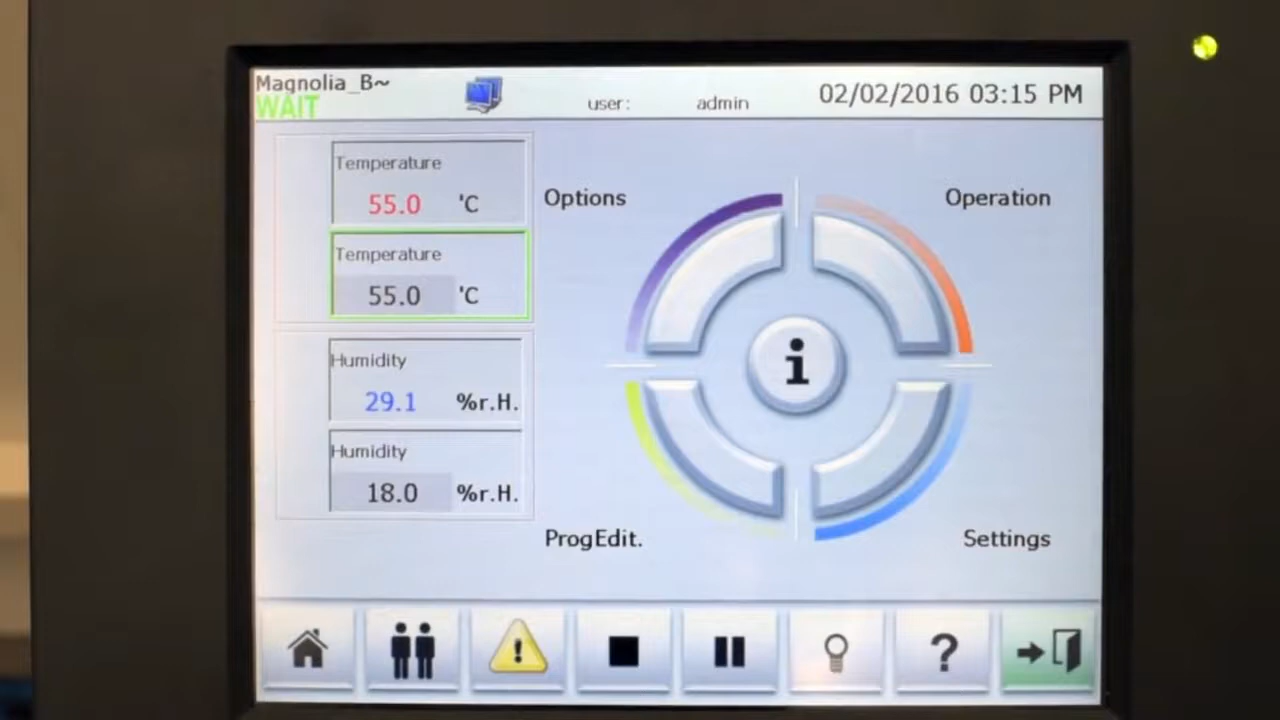 Magnolia_B~
WAIT
user: admin
02/02/2016 03:15 PM
Temperature
55.0 'C
Temperature
55.0 'C
Humidity
29.1 %r.H.
Humidity
18.0 %r.H.
Options
Operation
i
ProgEdit.
Settings
!
?